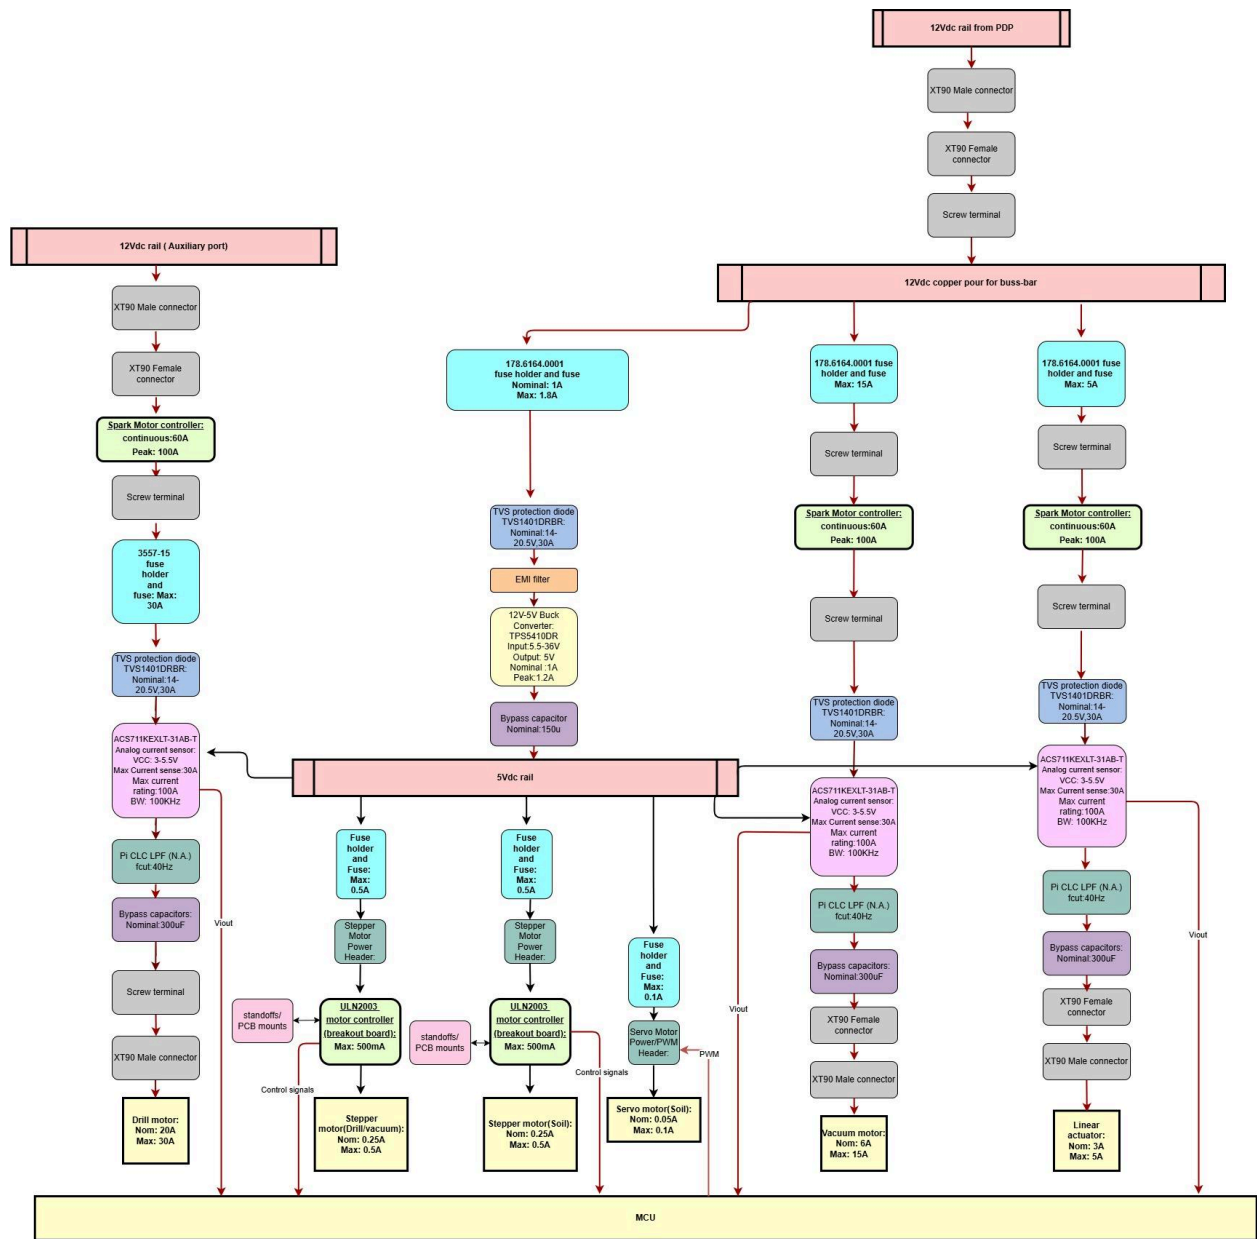 12Vdc rail from PDP
XT90 Male connector
XT90 Female
connector
Screw terminal
12Vdc rail ( Auxiliary port)
12Vdc copper pour for buss-bar
XT90 Male connector
XT90 Female
connector
Spark Motor controller:
continuous:60A
Peak: 100A
Screw terminal
3557-15
fuse
holder
and
fuse: Max:
30A
TVS protection diode
TVS1401DRBR:
Nominal:14-
20.5V,30A
ACS711KEXLT-31AB-T
Analog current sensor:
VCC: 3-5.5V
Max Current sense:30A
Max current
rating:100A
BW: 100KHz
Pi CLC LPF (N.A.)
fcut:40Hz
Bypass capacitors:
Nominal:300uF
Screw terminal
XT90 Male connector
Drill motor:
Nom: 20A
Max: 30A
Viout
178.6164.0001
fuse holder and fuse
Nominal: 1A
Max: 1.8A
TVS protection diode
TVS1401DRBR:
Nominal:14-
20.5V,30A
EMI filter
12V-5V Buck
Converter:
TPS5410DR
Input:5.5-36V
Output: 5V
Nominal :1A
Peak:1.2A
Bypass capacitor
Nominal:150u
5Vdc rail
Fuse
holder
and
Fuse:
Max:
0.5A
Stepper
Motor
Power
Header:
standoffs/
PCB mounts
ULN2003
motor controller
(breakout board):
Max: 500mA
Control signals
Stepper
motor(Drill/vacuum):
Nom: 0.25A
Max: 0.5A
Fuse
holder
and
Fuse:
Max:
0.5A
Stepper
Motor
Power
Header:
standoffs/
PCB mounts
ULN2003
motor controller
(breakout board):
Max: 500mA
Control signals
Stepper motor(Soil):
Nom: 0.25A
Max: 0.5A
Fuse
holder
and
Fuse:
Max:
0.1A
Servo Motor
Power/PWM
Header:
PWM
Servo motor(Soil)
Nom: 0.05A
Max: 0.1A
178.6164.0001 fuse
holder and fuse
Max: 15A
Screw terminal
Spark Motor controller:
continuous:60A
Peak: 100A
Screw terminal
TVS protection diode
TVS1401DRBR:
Nominal:14-
20.5V,30A
ACS711KEXLT-31AB-T
Analog current sensor:
VCC: 3-5.5V
Max Current sense:30A
Max current
rating:100A
BW: 100KHz
Pi CLC LPF (N.A.)
fcut:40Hz
Bypass capacitors:
Nominal:300uF
XT90 Female
connector
XT90 Male connector
Vacuum motor:
Nom: 6A
Max: 15A
Viout
178.6164.0001 fuse
holder and fuse
Max: 5A
Screw terminal
Spark Motor controller:
continuous:60A
Peak: 100A
Screw terminal
TVS protection diode
TVS1401DRBR:
Nominal:14-
20.5V,30A
ACS711KEXLT-31AB-T
Analog current sensor:
VCC: 3-5.5V
Max Current sense:30A
Max current
rating:100A
BW: 100KHz
Pi CLC LPF (N.A.)
fcut:40Hz
Bypass capacitors:
Nominal:300uF
XT90 Female
connector
XT90 Male connector
Linear
actuator:
Nom: 3A
Max: 5A
Viout
MCU